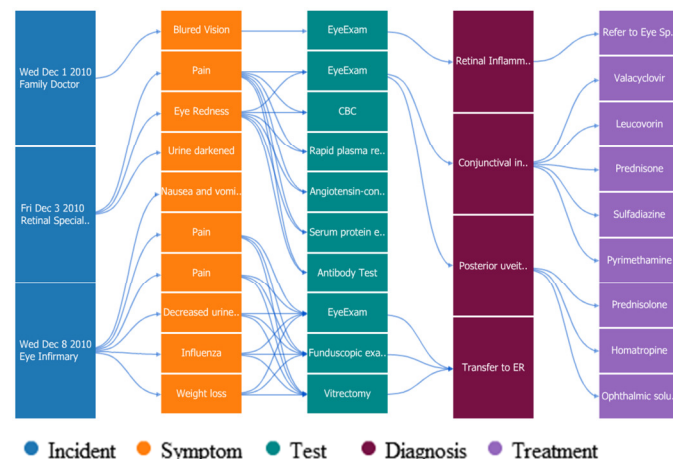 Wed Dec 1 2010
Family Doctor
Fri Dec 3 2010
Retinal Special..
Wed Dec 8 2010
Eye Infirmary
Blured Vision
Pain
Eye Redness
Urine darkened
Nausea and vomi..
Pain
Pain
Decreased urine..
Influenza
Weight loss
EyeExam
EyeExam
CBC
Rapid plasma re..
Angiotensin-con..
Serum protein e..
Antibody Test
EyeExam
Funduscopic exa..
Vitrectomy
Retinal Inflamm..
Conjunctival in..
Posterior uveit..
Transfer to ER
Refer to Eye Sp..
Valacyclovir
Leucovorin
Prednisone
Sulfadiazine
Pyrimethamine
Prednisolone
Homatropine
Ophthalmic solu..
Incident Symptom Test Diagnosis Treatment